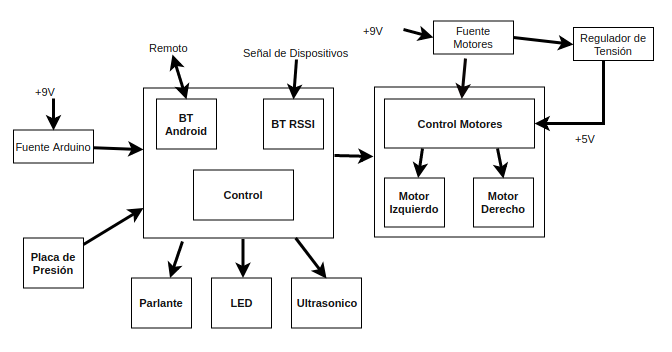 +9V
Fuente
Motores
Regulador de
Tensión
Remoto
Señal de Dispositivos
+9V
BT
Android
BT RSSI
Control Motores
Fuente Arduino
+5V
Control
Motor
Izquierdo
Motor
Derecho
Placa de
Presión
Parlante
LED
Ultrasonico